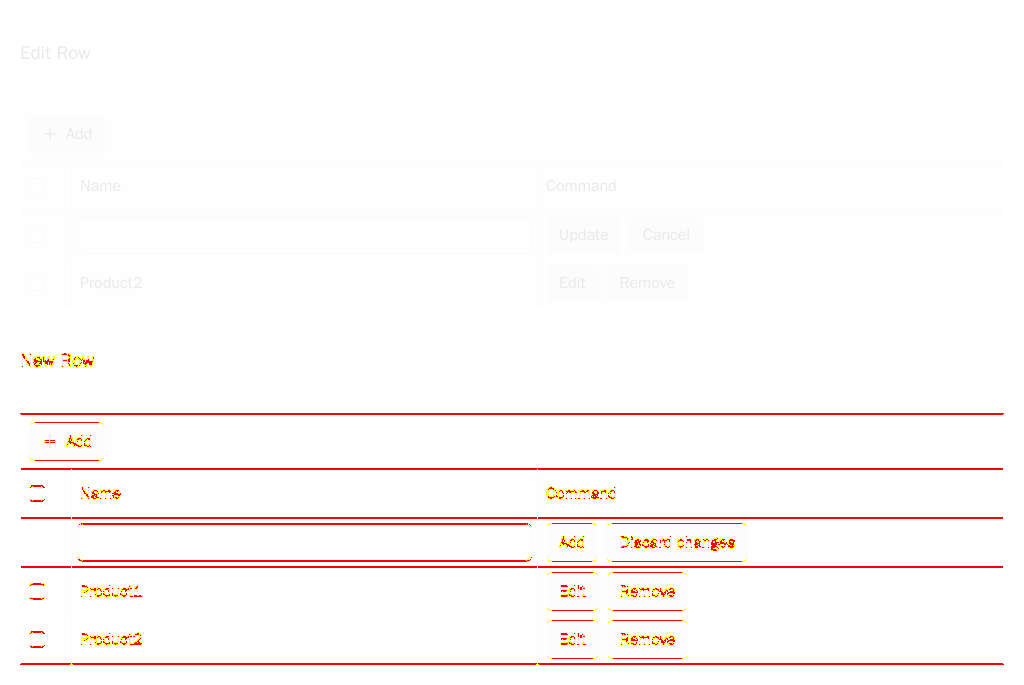 Edit Row
+ Add
Name Command
Update Cancel
Product2 Edit Remove
New Row
Add
Name Command
Add Discard changes
Product1 Edit Remove
Product2 Edit Remove